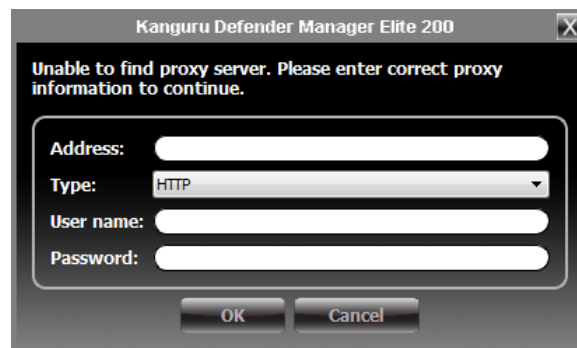 Kanguru Defender Manager Elite 200
X
Unable to find proxy server. Please enter correct proxy
information to continue.
Address:
Type: HTTP
User name:
Password:
OK Cancel